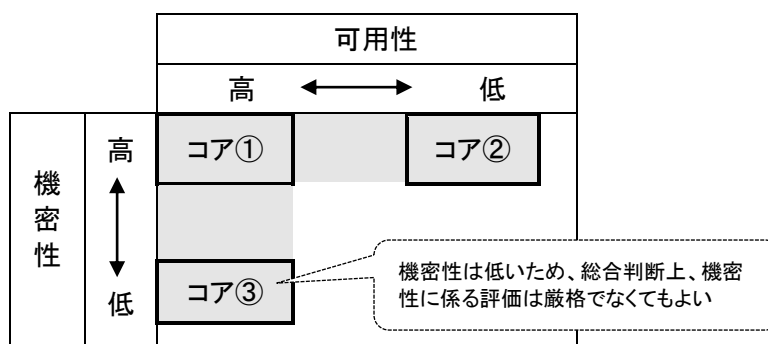 可用性
高 低
機密性
高
低
コア① コア②
コア③
機密性は低いため、総合判断上、機密
性に係る評価は厳格でなくてもよい